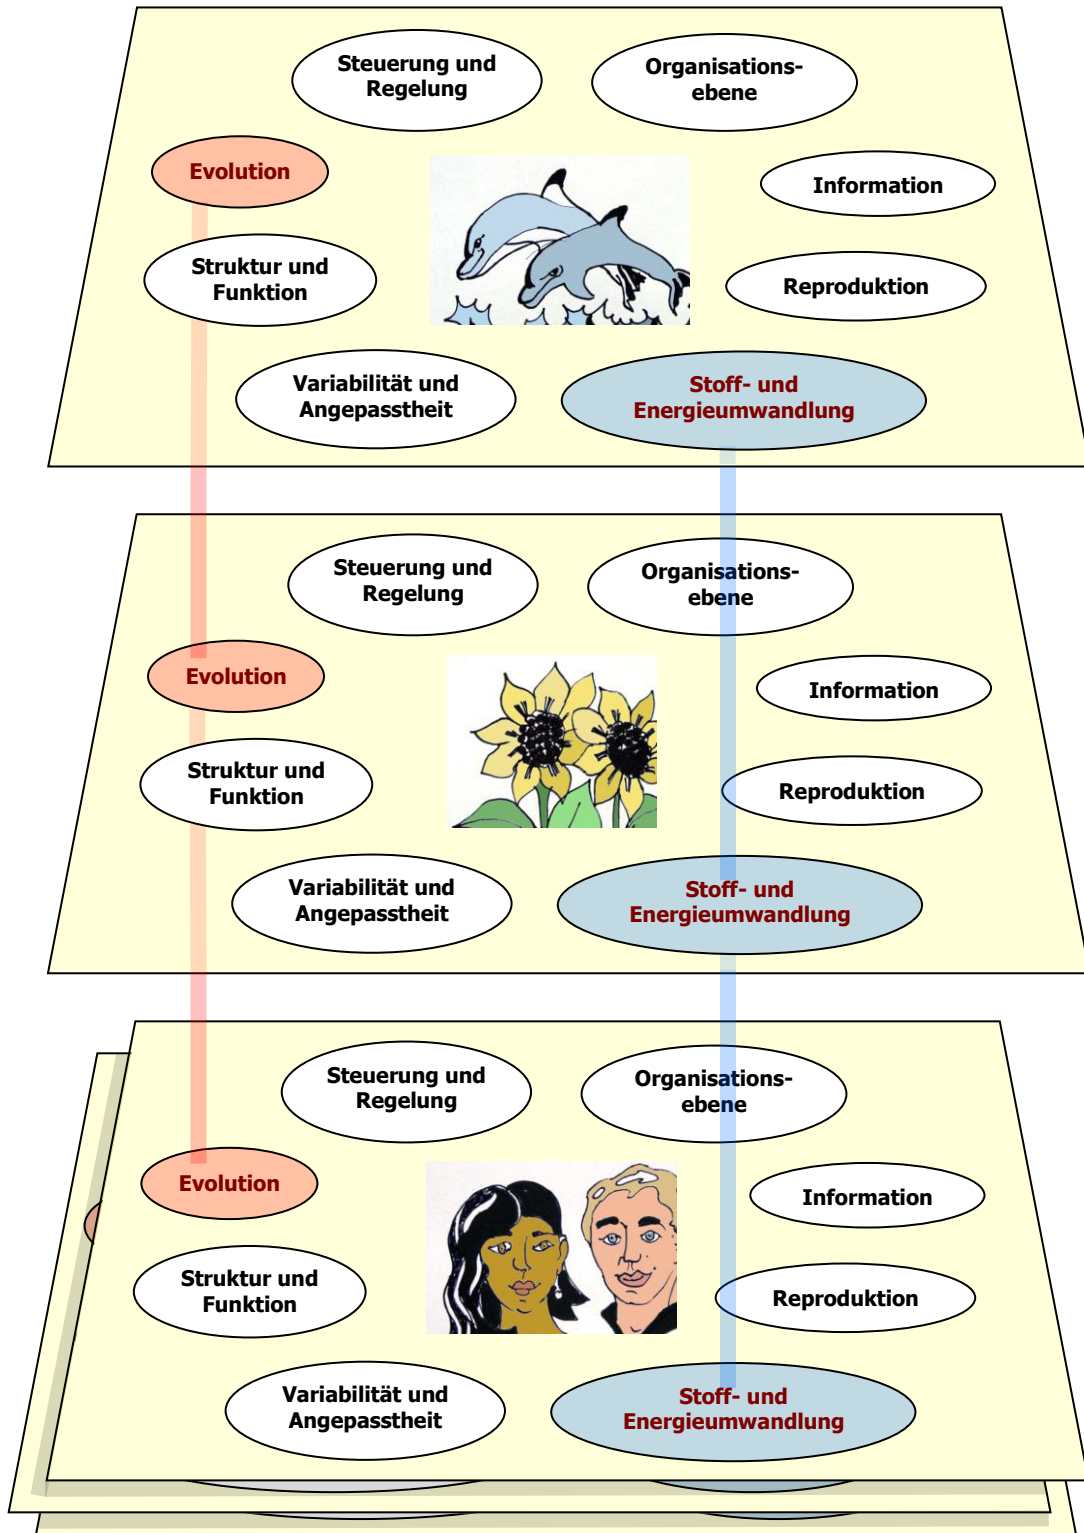 Steuerung und
Regelung
Organisations-
ebene
Evolution
Information
Struktur und
Funktion
Reproduktion
Variabilität und
Angepasstheit
Stoff- und
Energieumwandlung
Steuerung und
Regelung
Organisations-
ebene
Evolution
Information
Struktur und
Funktion
Reproduktion
Variabilität und
Angepasstheit
Stoff- und
Energieumwandlung
Steuerung und
Regelung
Organisations-
ebene
Evolution
Information
Struktur und
Funktion
Reproduktion
Variabilität und
Angepasstheit
Stoff- und
Energieumwandlung